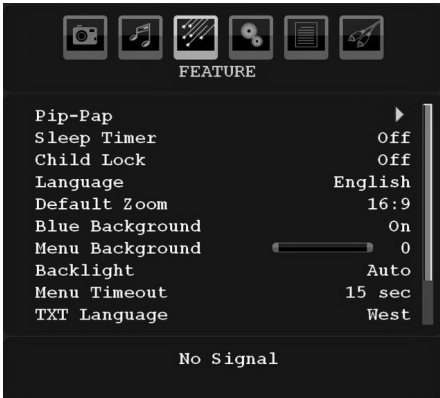 FEATURE
Pip-Pap
Sleep Timer Off
Child Lock Off
Language English
Default Zoom 16:9
Blue Background On
Menu Background 0
Backlight Auto
Menu Timeout 15 sec
TXT Language West
No Signal